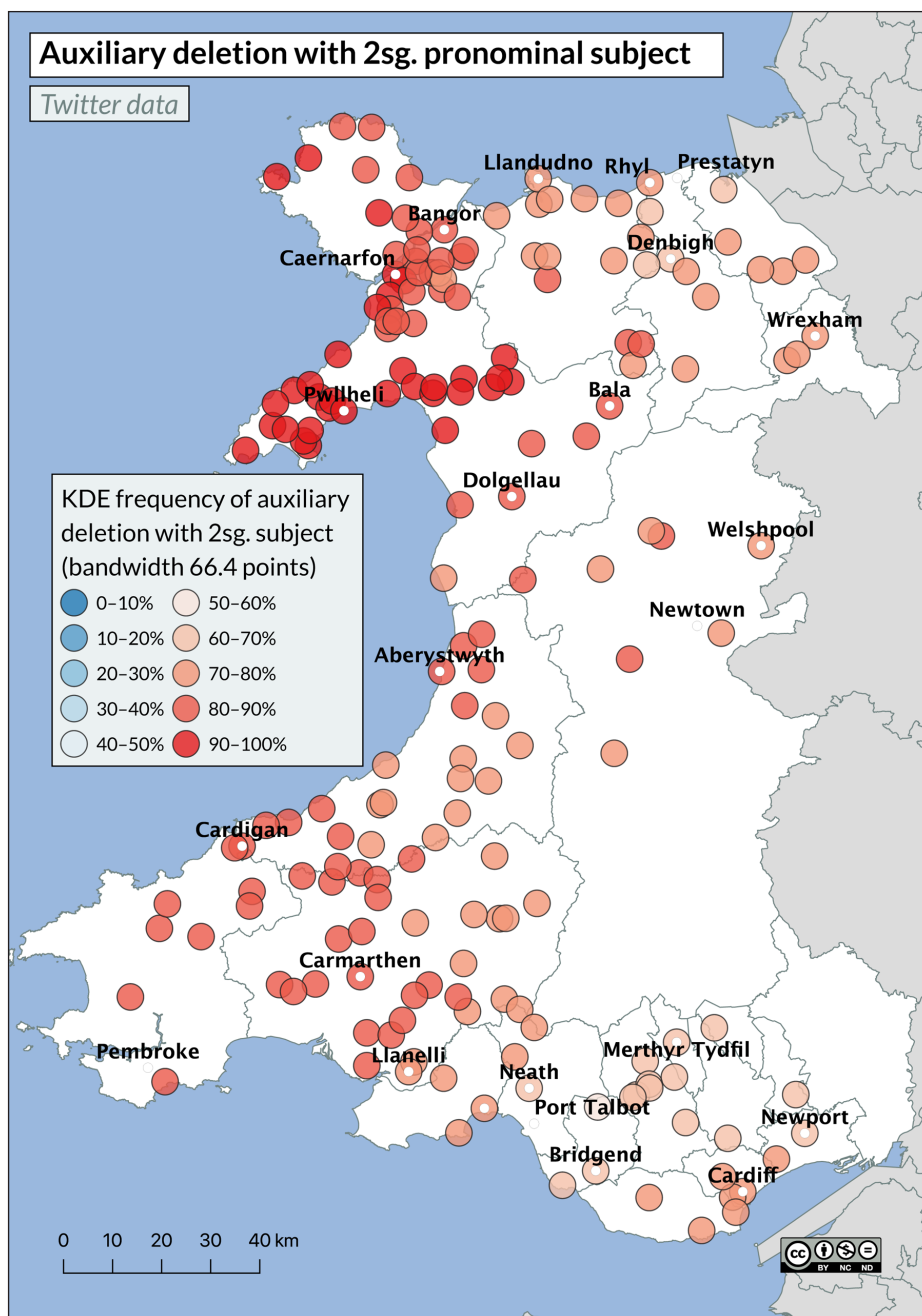 Auxiliary deletion with 2sg. pronominal subject
Twitter data
Llandudno
Rhyl
Prestatyn
Bangor
Denbigh
Caernarfon
Wrexham
Pwllheli
Bala
Dolgellau
KDE frequency of auxiliary
deletion with 2sg. subject
(bandwidth 66.4 points)
0–10%
50–60%
10–20%
60–70%
20–30%
70–80%
30–40%
80–90%
40–50%
90–100%
Welshpool
Newtown
Aberystwyth
Cardigan
Carmarthen
Pembroke
Llanelli
Merthyr Tydfil
Neath
Port Talbot
Newport
Bridgend
Cardiff
0 10 20 30 40 km
cc BY NC ND